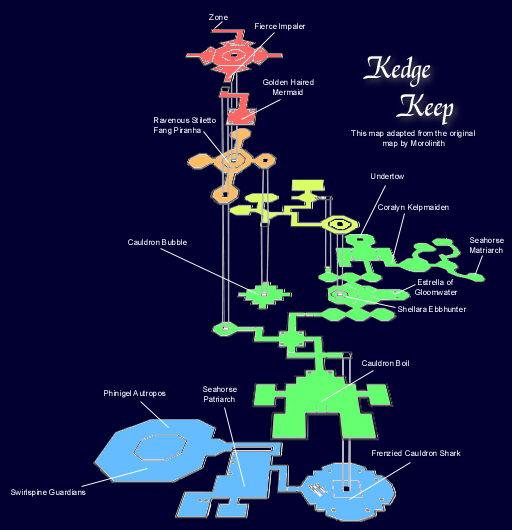 Zone
Fierce Impaler
Kedge
Keep
Golden Haired
Mermaid
Ravenous Stiletto
Fang Piranha
This map adapted from the original
map by Morolinith
Undertow
Coralyn Kelpmaiden
Cauldron Bubble
Seahorse
Matriarch
Estrella of
Gloomwater
Shellara Ebbhunter
Cauldron Boil
Phinigel Autropos
Seahorse
Patriarch
Frenzied Cauldron Shark
Swirlspine Guardians